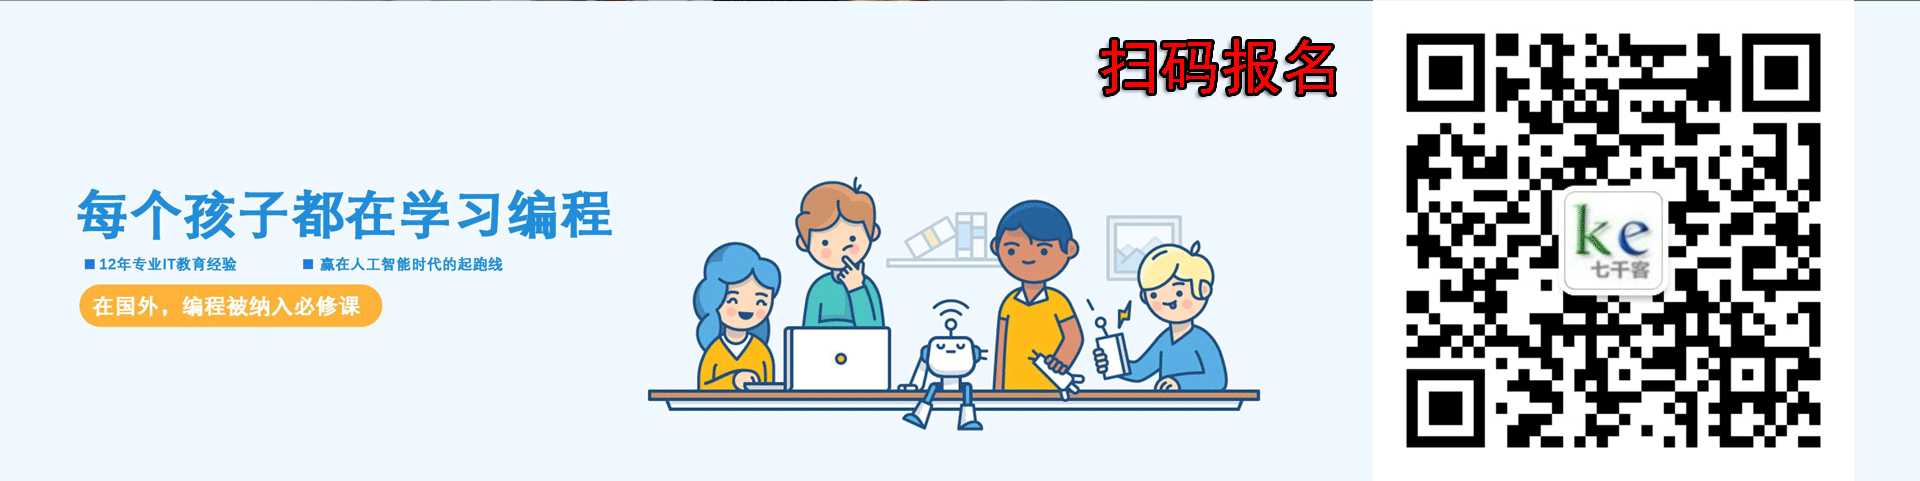 扫码报名
每个孩子都在学习编程
12年专业IT教育经验
赢在人工智能时代的起跑线
在国外，编程被纳入必修课
ke
七千客